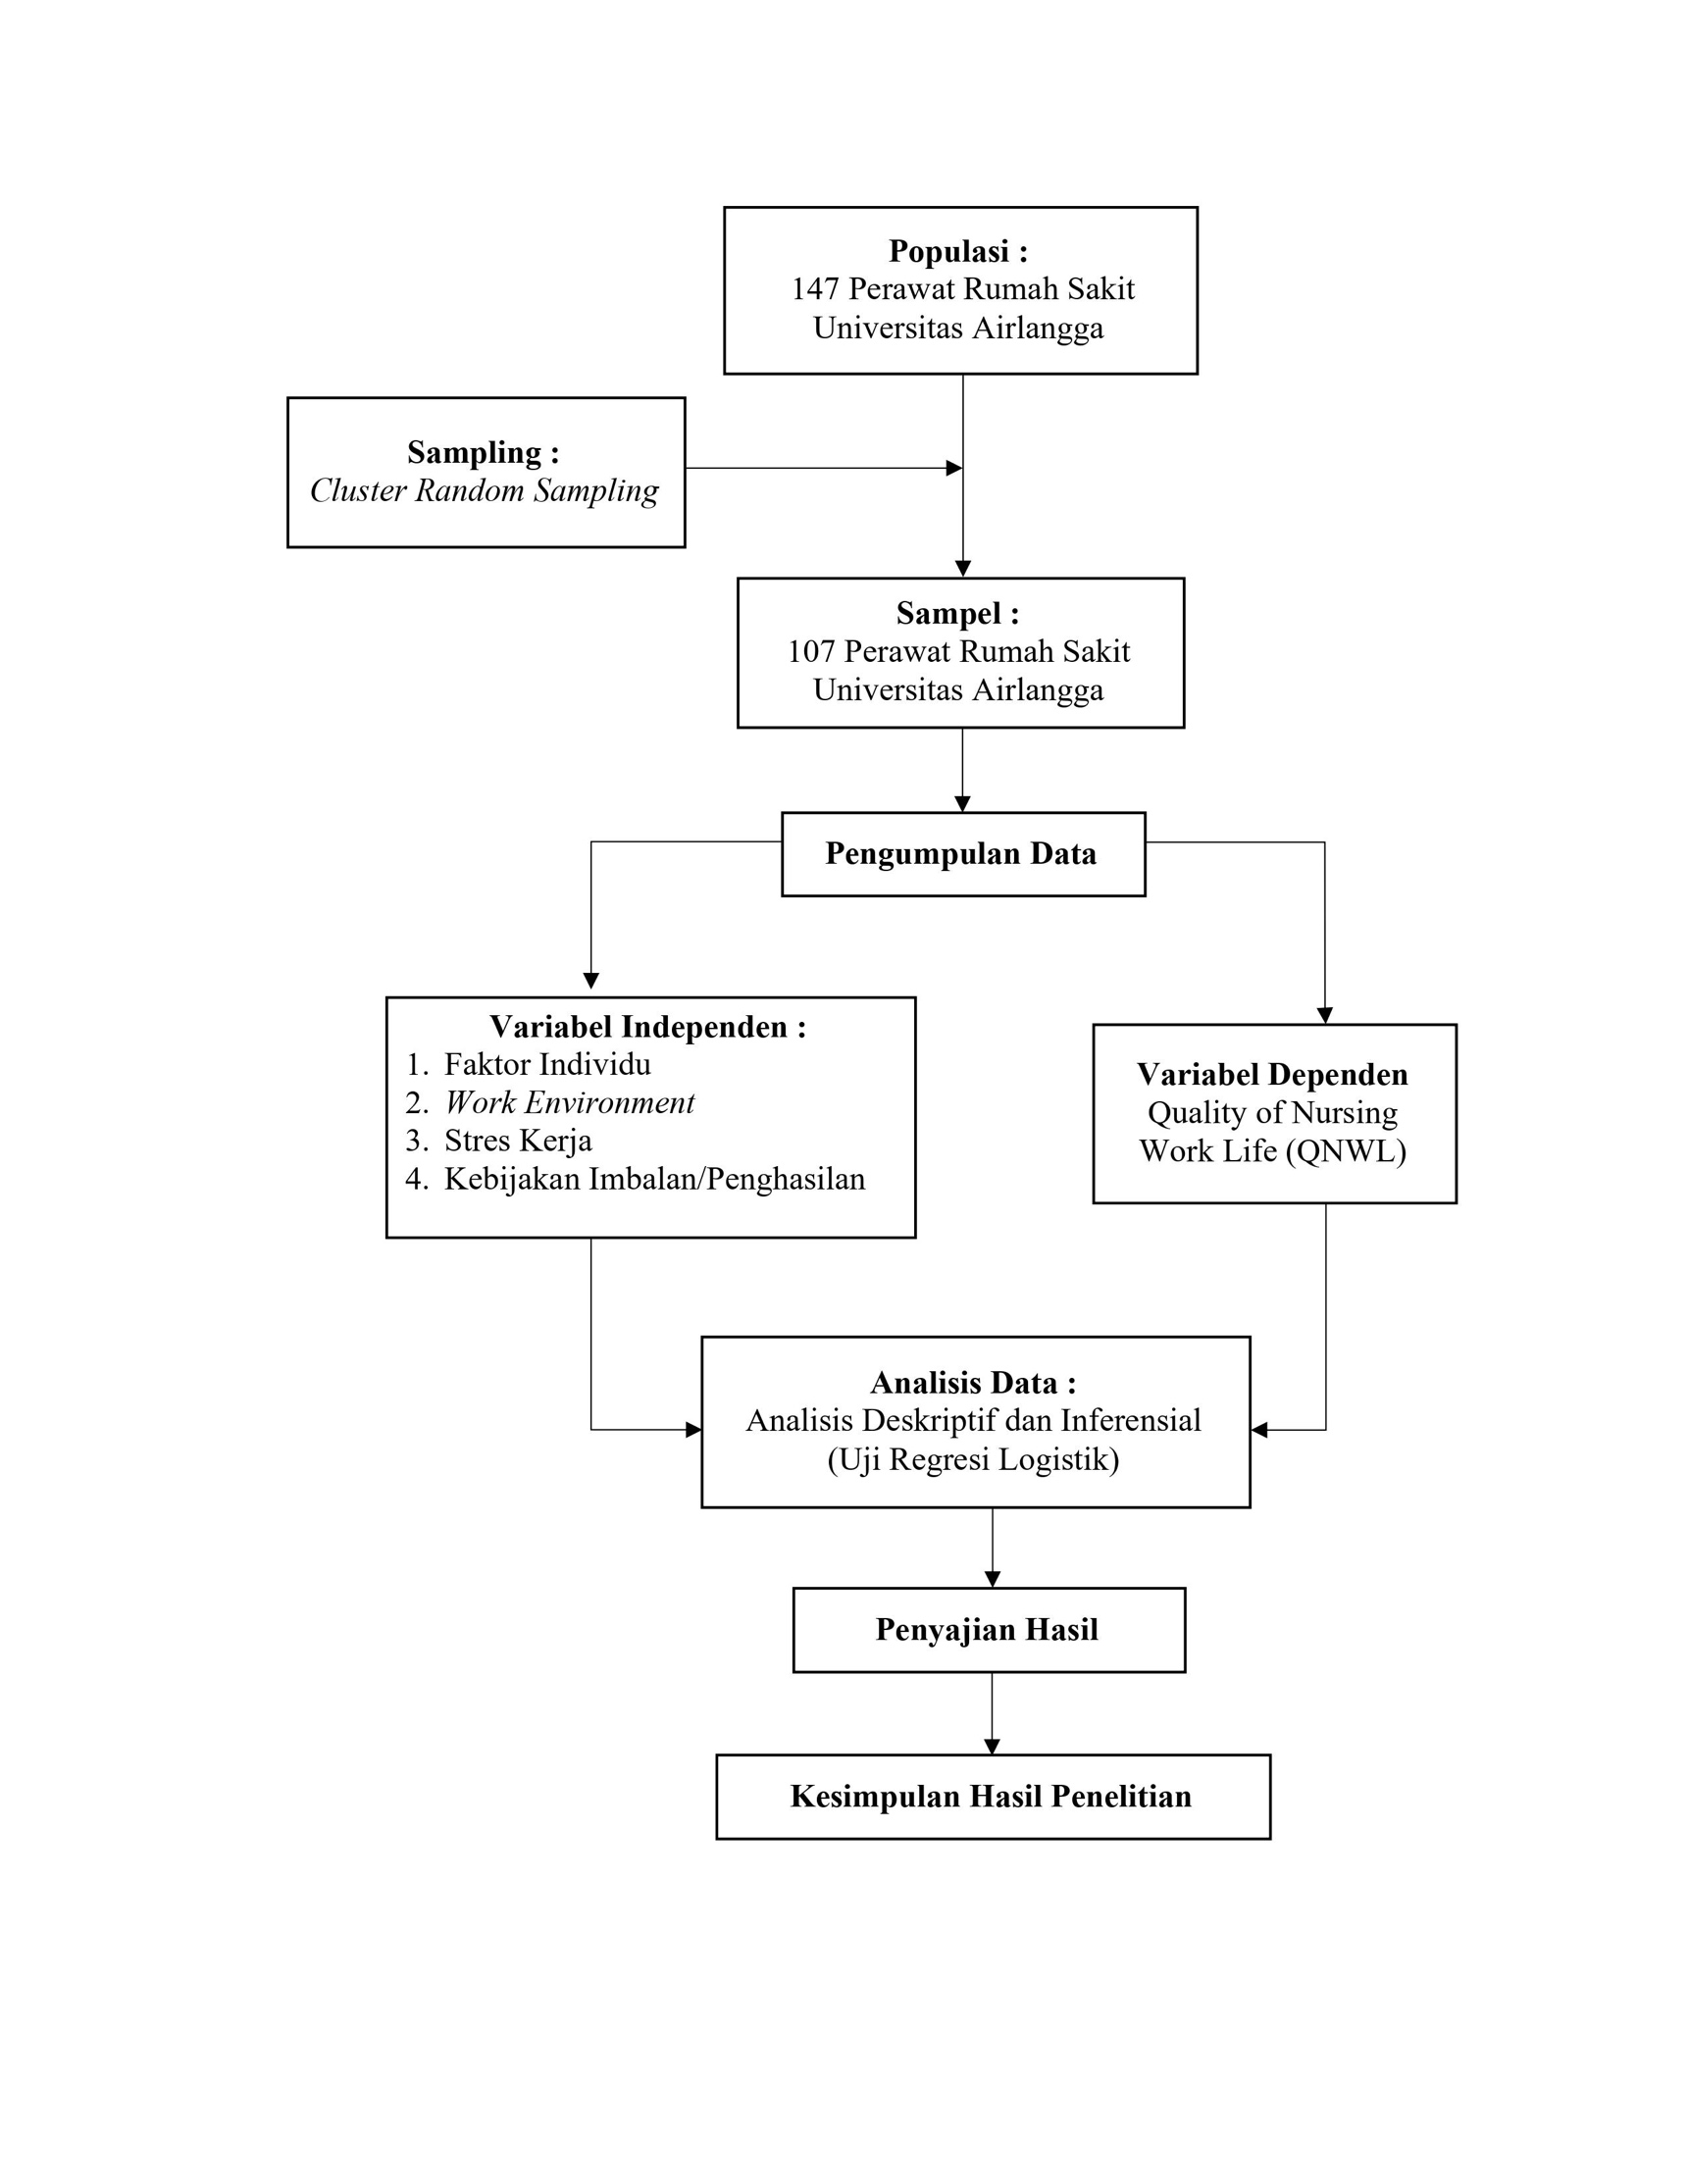 Populasi :
147 Perawat Rumah Sakit
Universitas Airlangga
Sampling :
Cluster Random Sampling
Sampel :
107 Perawat Rumah Sakit
Universitas Airlangga
Pengumpulan Data
Variabel Independen :
1. Faktor Individu
2. Work Environment
3. Stres Kerja
4. Kebijakan Imbalan/Penghasilan
Variabel Dependen
Quality of Nursing
Work Life (QNWL)
Analisis Data :
Analisis Deskriptif dan Inferensial
(Uji Regresi Logistik)
Penyajian Hasil
Kesimpulan Hasil Penelitian